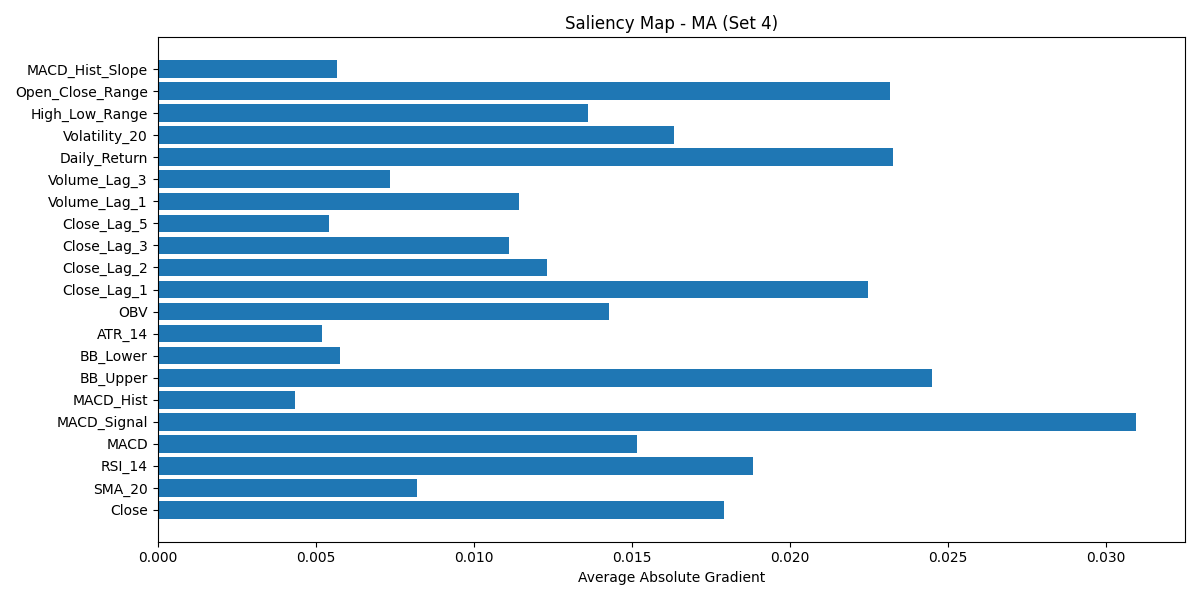 Saliency Map - MA (Set 4)
MACD_Hist_Slope
Open_Close_Range
High_Low_Range
Volatility_20
Daily_Return
Volume_Lag_3
Volume_Lag_1
Close_Lag_5
Close_Lag_3
Close_Lag_2
Close_Lag_1
OBV
ATR_14
BB_Lower
BB_Upper
MACD_Hist
MACD_Signal
MACD
RSI_14
SMA_20
Close
0.000 0.005 0.010 0.015 0.020 0.025 0.030
Average Absolute Gradient